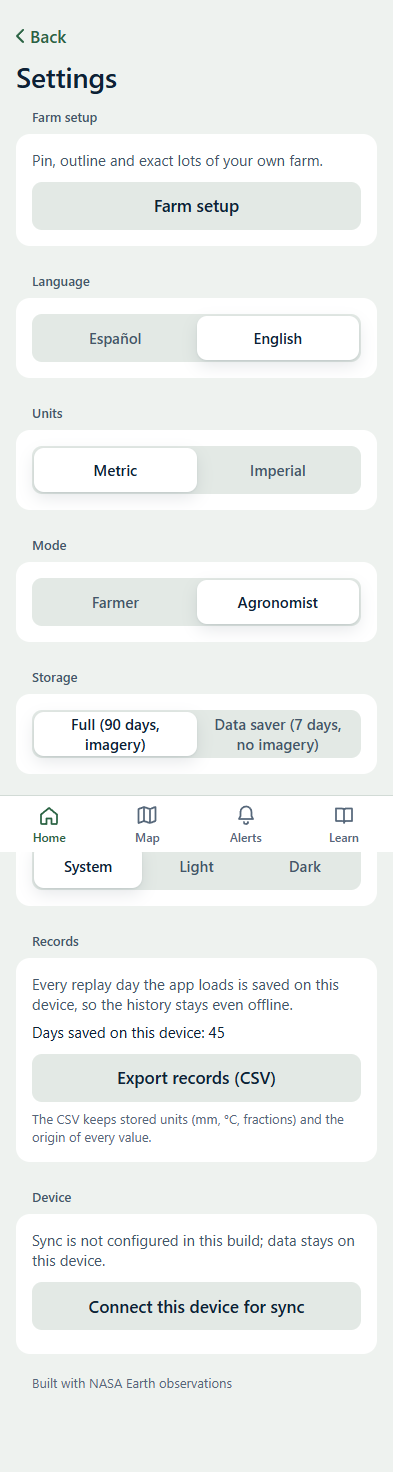 Back
Settings
Farm setup
Pin, outline and exact lots of your own farm.
Farm setup
Language
Español
English
Units
Metric
Imperial
Mode
Farmer
Agronomist
Storage
Full (90 days,
imagery)
Data saver (7 days,
no imagery)
Home
Map
Alerts
Learn
System
Light
Dark
Records
Every replay day the app loads is saved on this
device, so the history stays even offline.
Days saved on this device: 45
Export records (CSV)
The CSV keeps stored units (mm, °C, fractions) and the
origin of every value.
Device
Sync is not configured in this build; data stays on
this device.
Connect this device for sync
Built with NASA Earth observations